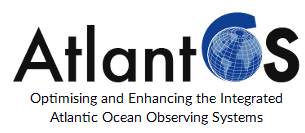 AtlantOS
Optimising and Enhancing the Integrated
Atlantic Ocean Observing Systems